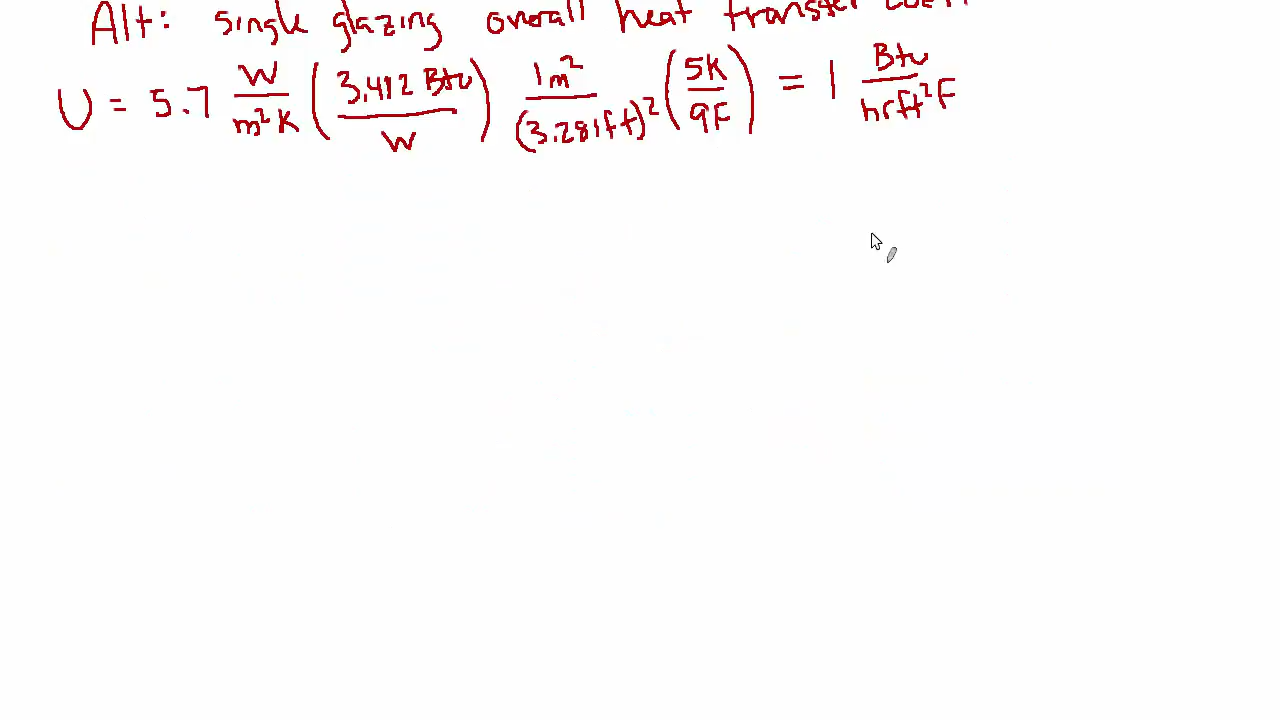 Alt: single glazing overall heat transfer
U = 5.7 W/m²K (3.412 Btu/W) 1m²/(3.281ft)² (5K/9F) = 1 Btu/hrft²F